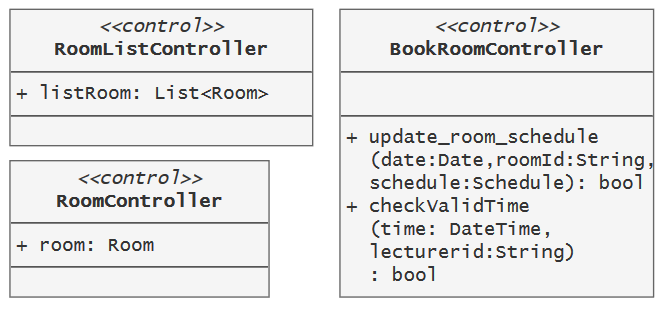 <<control>>
RoomListController
+ listRoom: List<Room>
<<control>>
RoomController
+ room: Room
<<control>>
BookRoomController
+ update_room_schedule
(date:Date,roomId:String,
schedule:Schedule): bool
+ checkValidTime
(time: DateTime,
lecturerid:String)
: bool